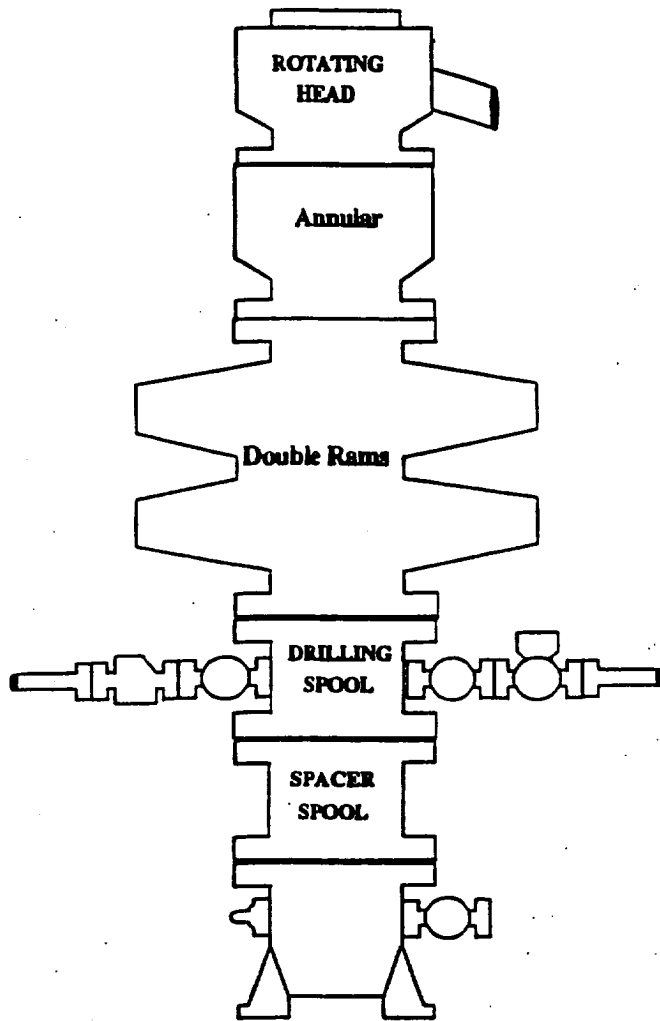 ROTATING
HEAD
Annular
Double Rams
DRILLING
SPOOL
SPACER
SPOOL